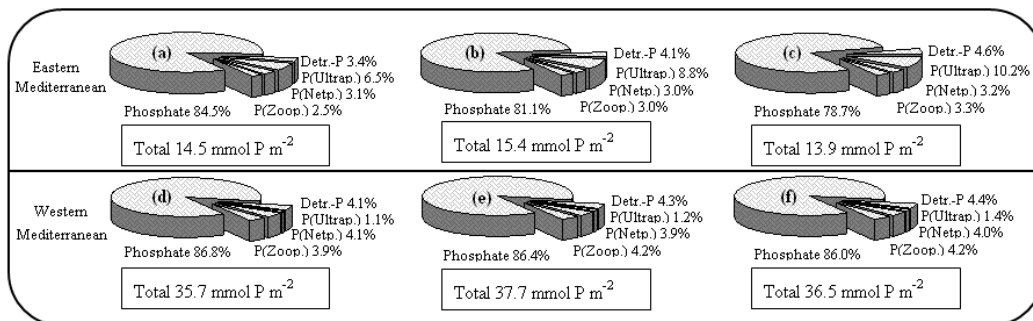 Eastern
Mediterranean
(a)
Detr.-P 3.4%
P(Ultrap.) 6.5%
P(Netp.) 3.1%
P(Zoop.) 2.5%
Phosphate 84.5%
Total 14.5 mmol P m-2
(b)
Detr.-P 4.1%
P(Ultrap.) 8.8%
P(Netp.) 3.0%
P(Zoop.) 3.0%
Phosphate 81.1%
Total 15.4 mmol P m-2
(c)
Detr.-P 4.6%
P(Ultrap.) 10.2%
P(Netp.) 3.2%
P(Zoop.) 3.3%
Phosphate 78.7%
Total 13.9 mmol P m-2
Western
Mediterranean
(d)
Detr.-P 4.1%
P(Ultrap.) 1.1%
P(Netp.) 4.1%
P(Zoop.) 3.9%
Phosphate 86.8%
Total 35.7 mmol P m-2
(e)
Detr.-P 4.3%
P(Ultrap.) 1.2%
P(Netp.) 3.9%
P(Zoop.) 4.2%
Phosphate 86.4%
Total 37.7 mmol P m-2
(f)
Detr.-P 4.4%
P(Ultrap.) 1.4%
P(Netp.) 4.0%
P(Zoop.) 4.2%
Phosphate 86.0%
Total 36.5 mmol P m-2